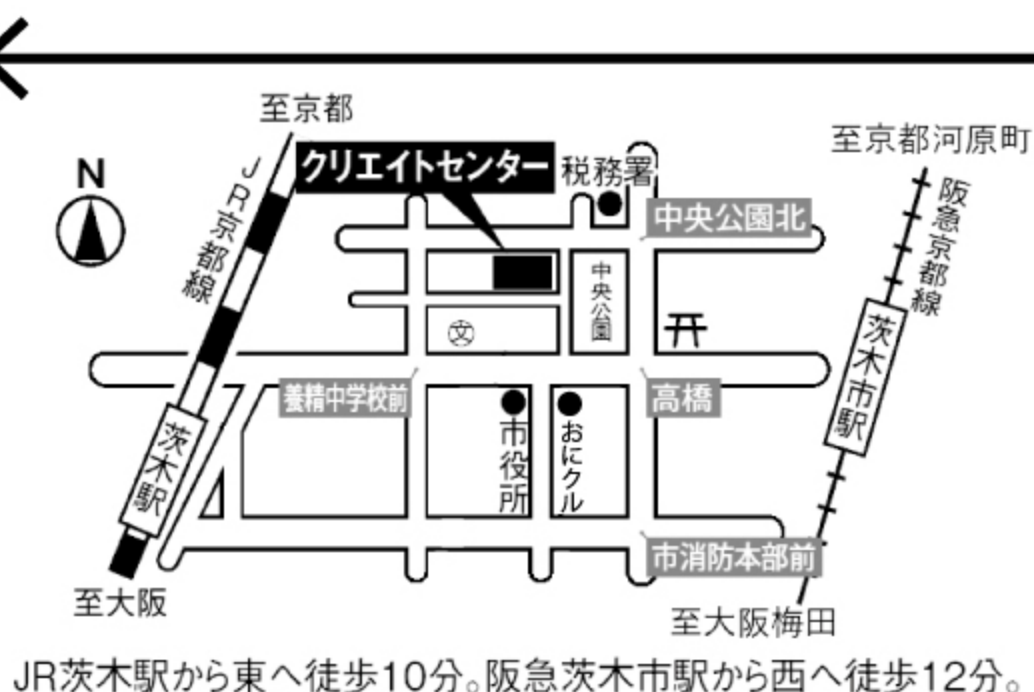 至京都
至京都河原町
N
JR京都線
クリエイトセンター
税務署
中央公園北
阪急京都線
中央公園
文
茨木市駅
養精中学校前
高橋
市役所
おにクル
茨木駅
市消防本部前
至大阪
至大阪梅田
JR茨木駅から東へ徒歩10分。阪急茨木市駅から西へ徒歩12分。